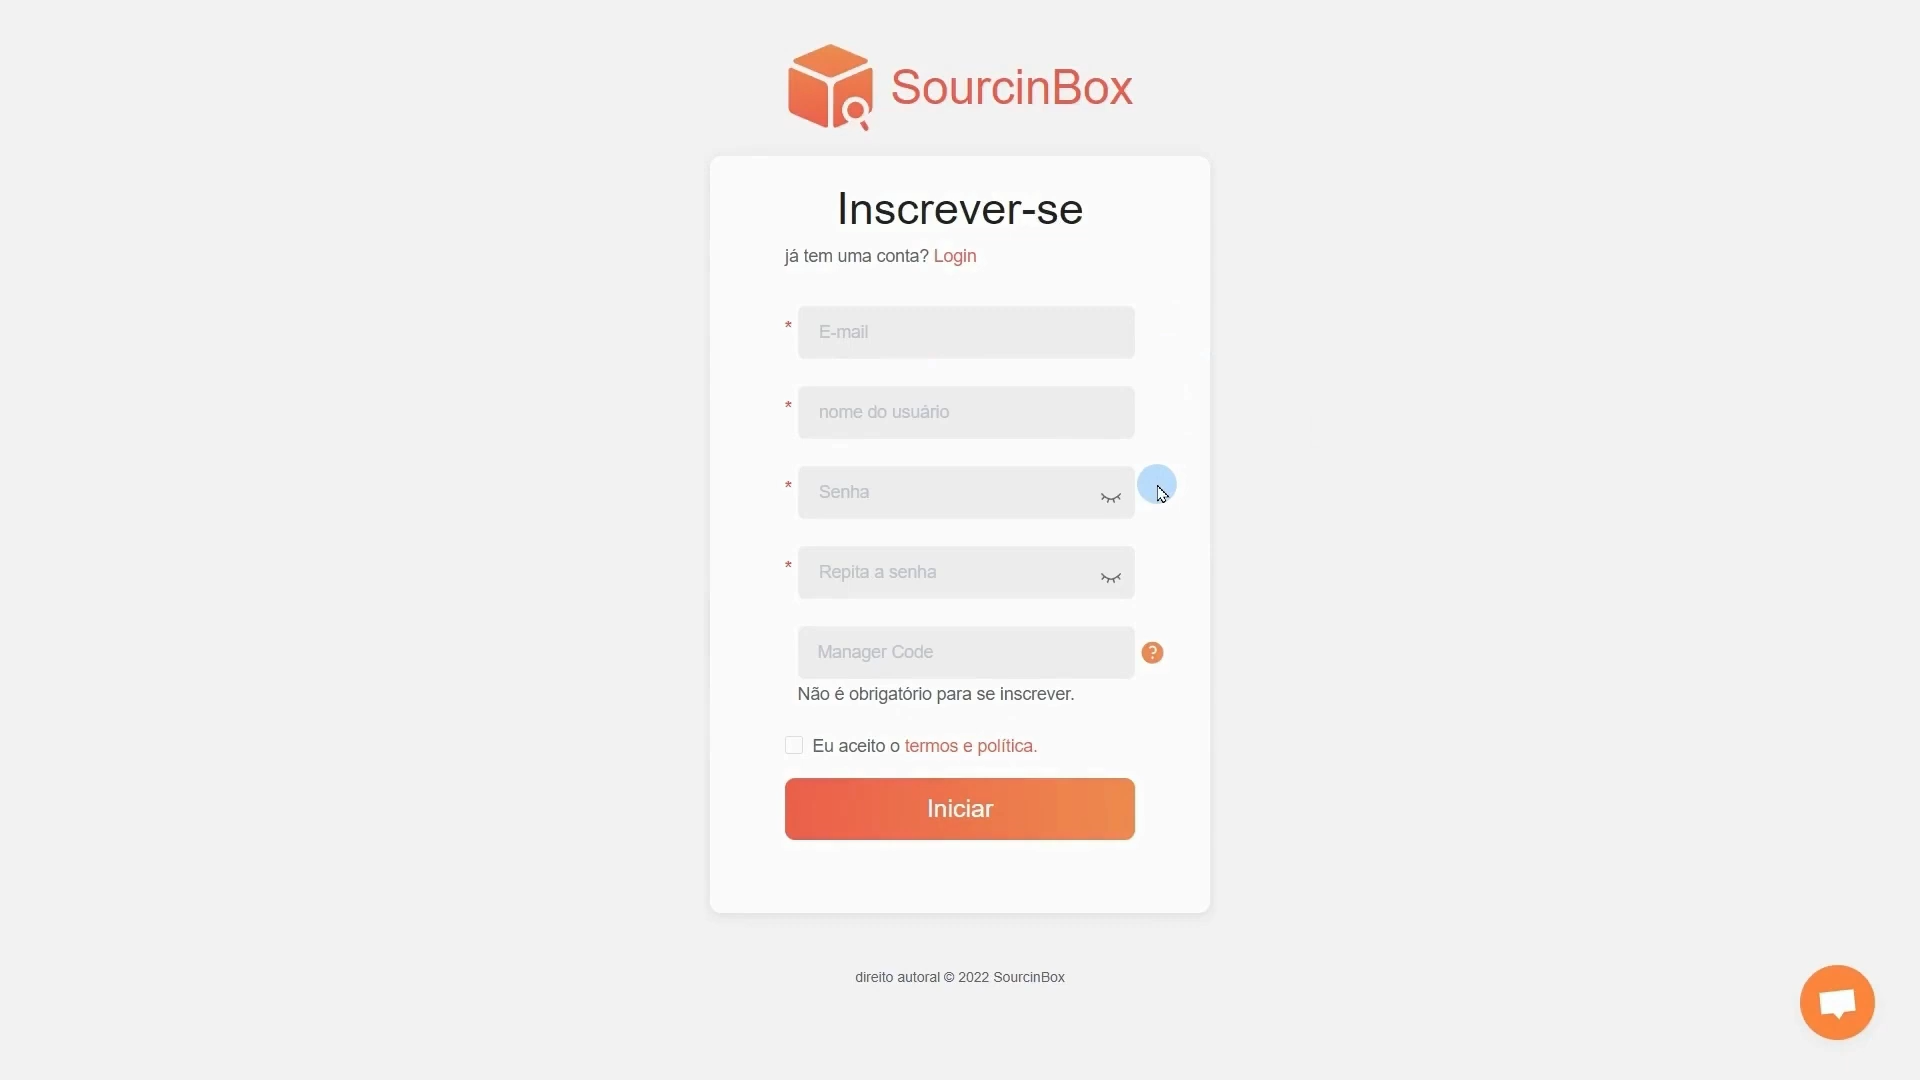 SourcinBox
Inscrever-se
já tem uma conta? Login
* E-mail
* nome do usuário
* Senha
* Repita a senha
Manager Code ?
Não é obrigatório para se inscrever.
Eu aceito o termos e política.
Iniciar
direito autoral © 2022 SourcinBox